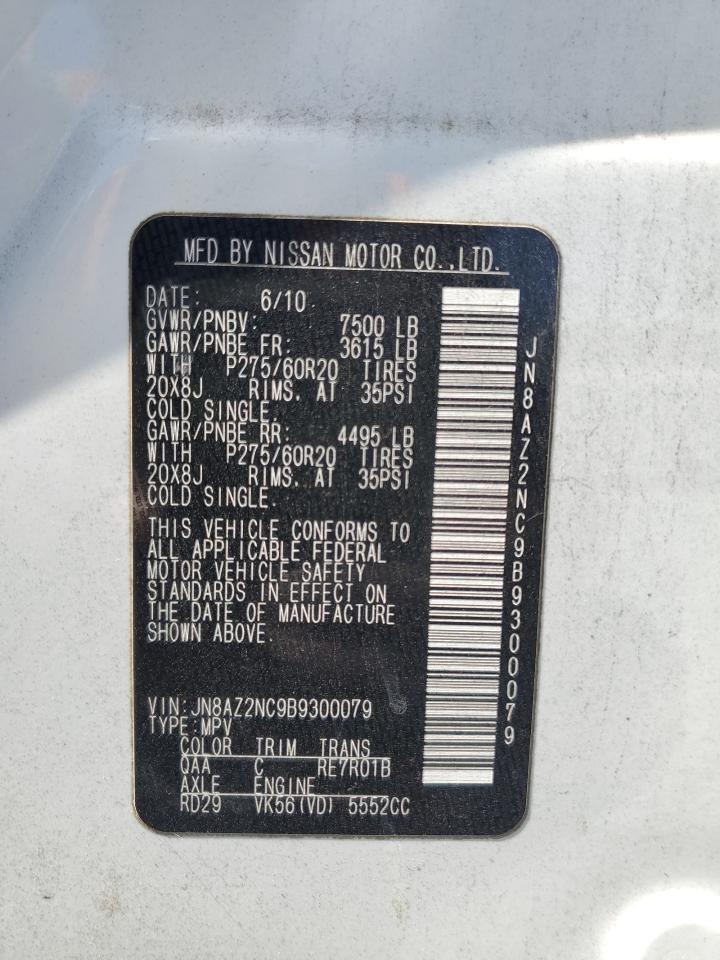 MFD BY NISSAN MOTOR CO.,LTD.
DATE: 6/10
GVWR/PNBV: 7500 LB
GAWR/PNBE FR: 3615 LB
WITH P275/60R20 TIRES
20X8J RIMS, AT 35PSI
COLD SINGLE.
GAWR/PNBE RR: 4495 LB
WITH P275/60R20 TIRES
20X8J RIMS, AT 35PSI
COLD SINGLE.
THIS VEHICLE CONFORMS TO
ALL APPLICABLE FEDERAL
MOTOR VEHICLE SAFETY
STANDARDS IN EFFECT ON
THE DATE OF MANUFACTURE
SHOWN ABOVE.
VIN:JN8AZ2NC9B9300079
TYPE:MPV
COLOR TRIM TRANS
QAA C RE7R01B
AXLE ENGINE
RD29 VK56(VD) 5552CC
JN8AZ2NC9B9300079